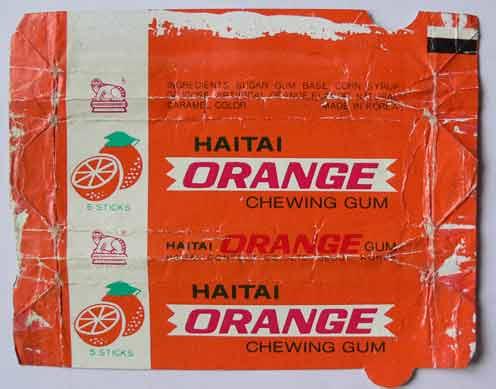 INGREDIENTS SUGAR GUM BASE CORN SYRUP
NATURAL
CARAMEL COLOR MADE IN KOREA
HAITAI
ORANGE
CHEWING GUM
5 STICKS
HAITAI ORANGE GUM
HAITAI
ORANGE
CHEWING GUM
5 STICKS